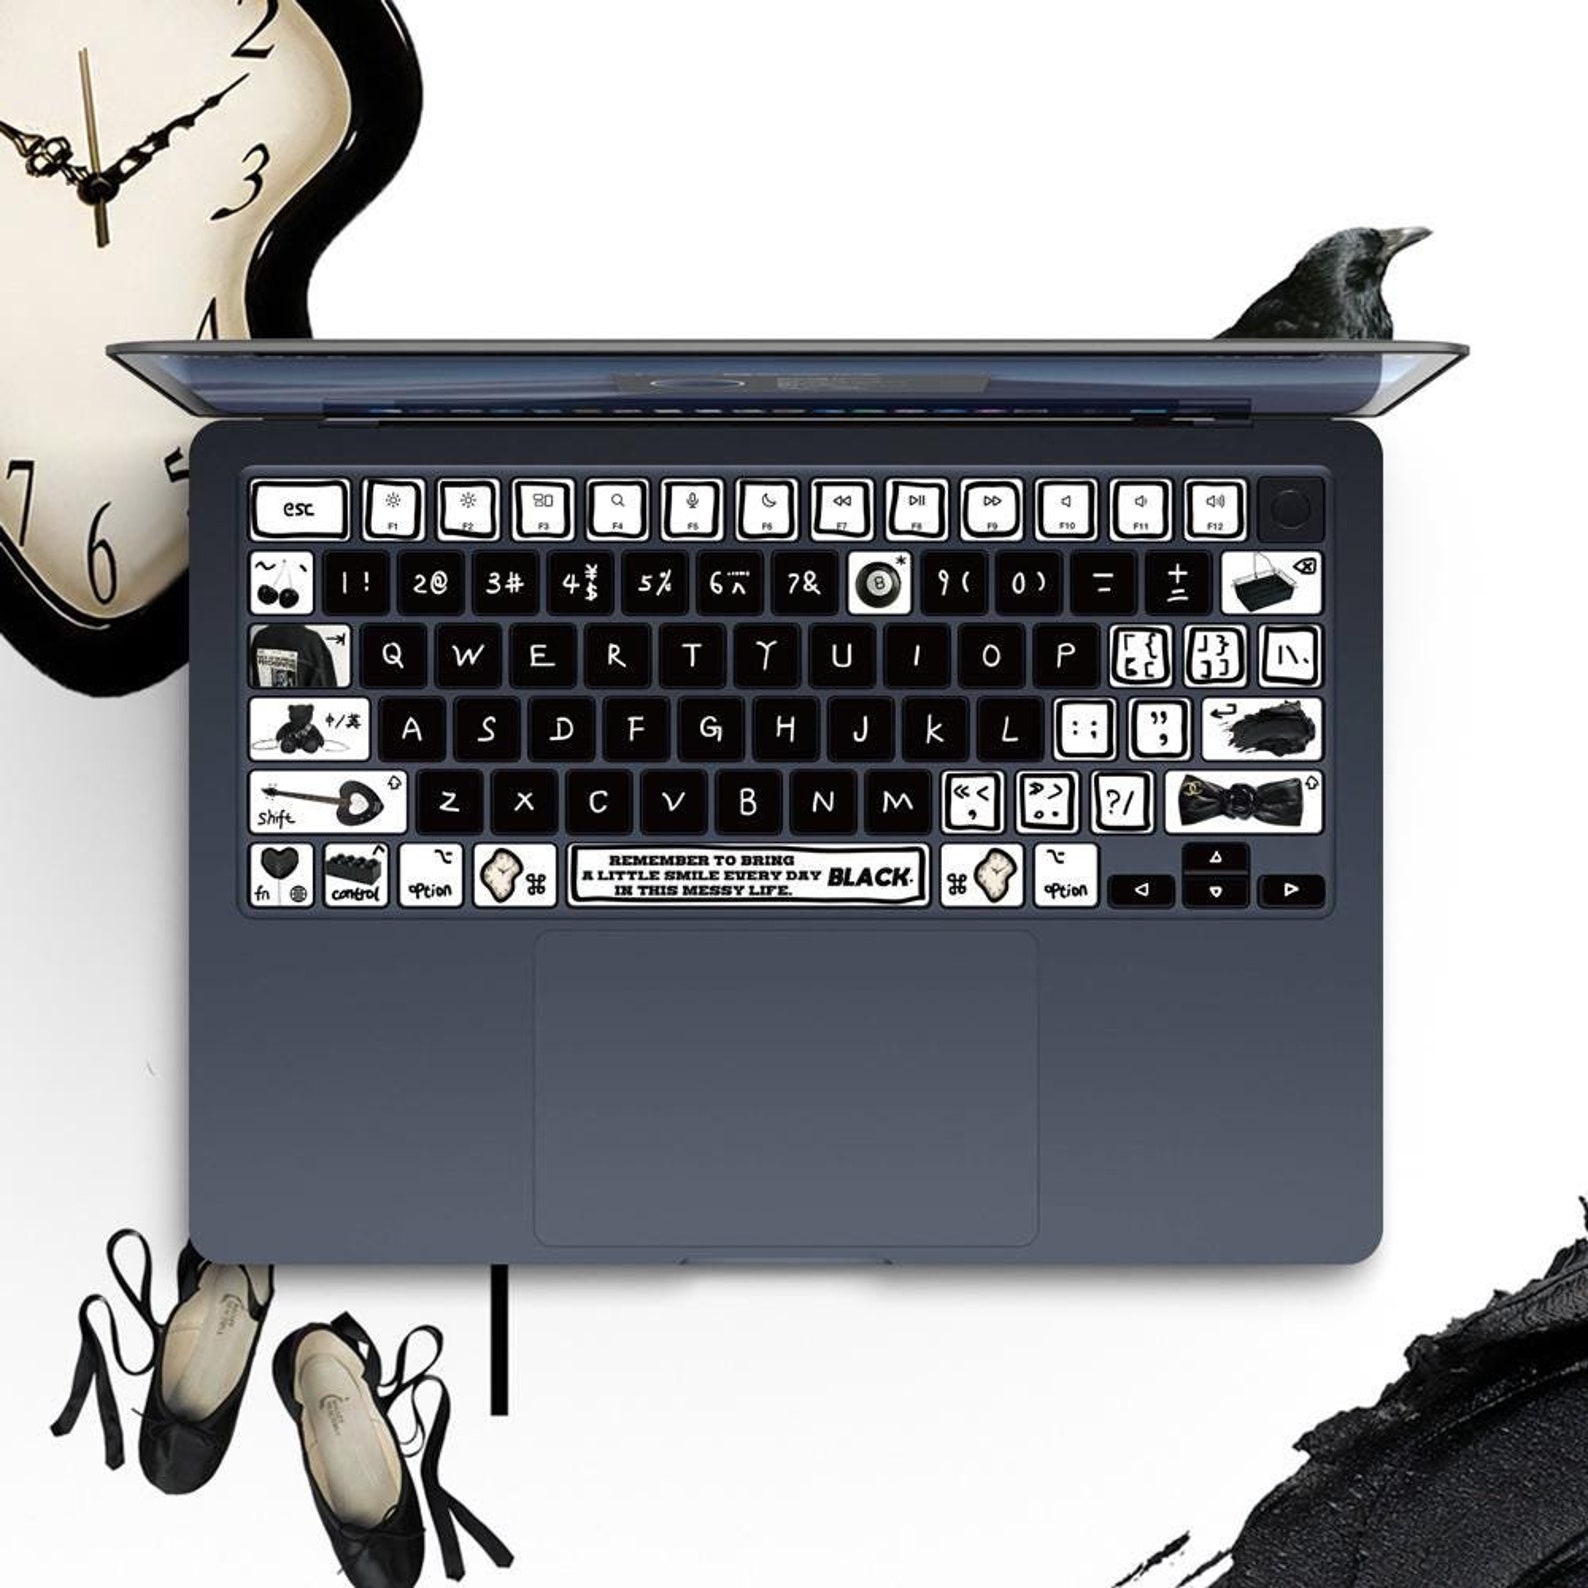 2
3
4
5
6
7
esc
F1
F2
F3
F4
F5
F6
F7
F8
F9
F10
F11
F12
~ `
1 !
2@
3#
4 ¥ $
5%
6 …… ^
7&
8 *
9 (
0 )
—
+ =
Q
W
E
R
T
Y
U
I
O
P
「 {
【 [
」 }
】 ]
| \ 、
中/英
A
S
D
F
G
H
J
K
L
: ;
" '
shift
Z
X
C
V
B
N
M
《 <
,
》 >
。 .
? /
fn
control
option
⌘
REMEMBER TO BRING
A LITTLE SMILE EVERY DAY BLACK.
IN THIS MESSY LIFE.
⌘
option